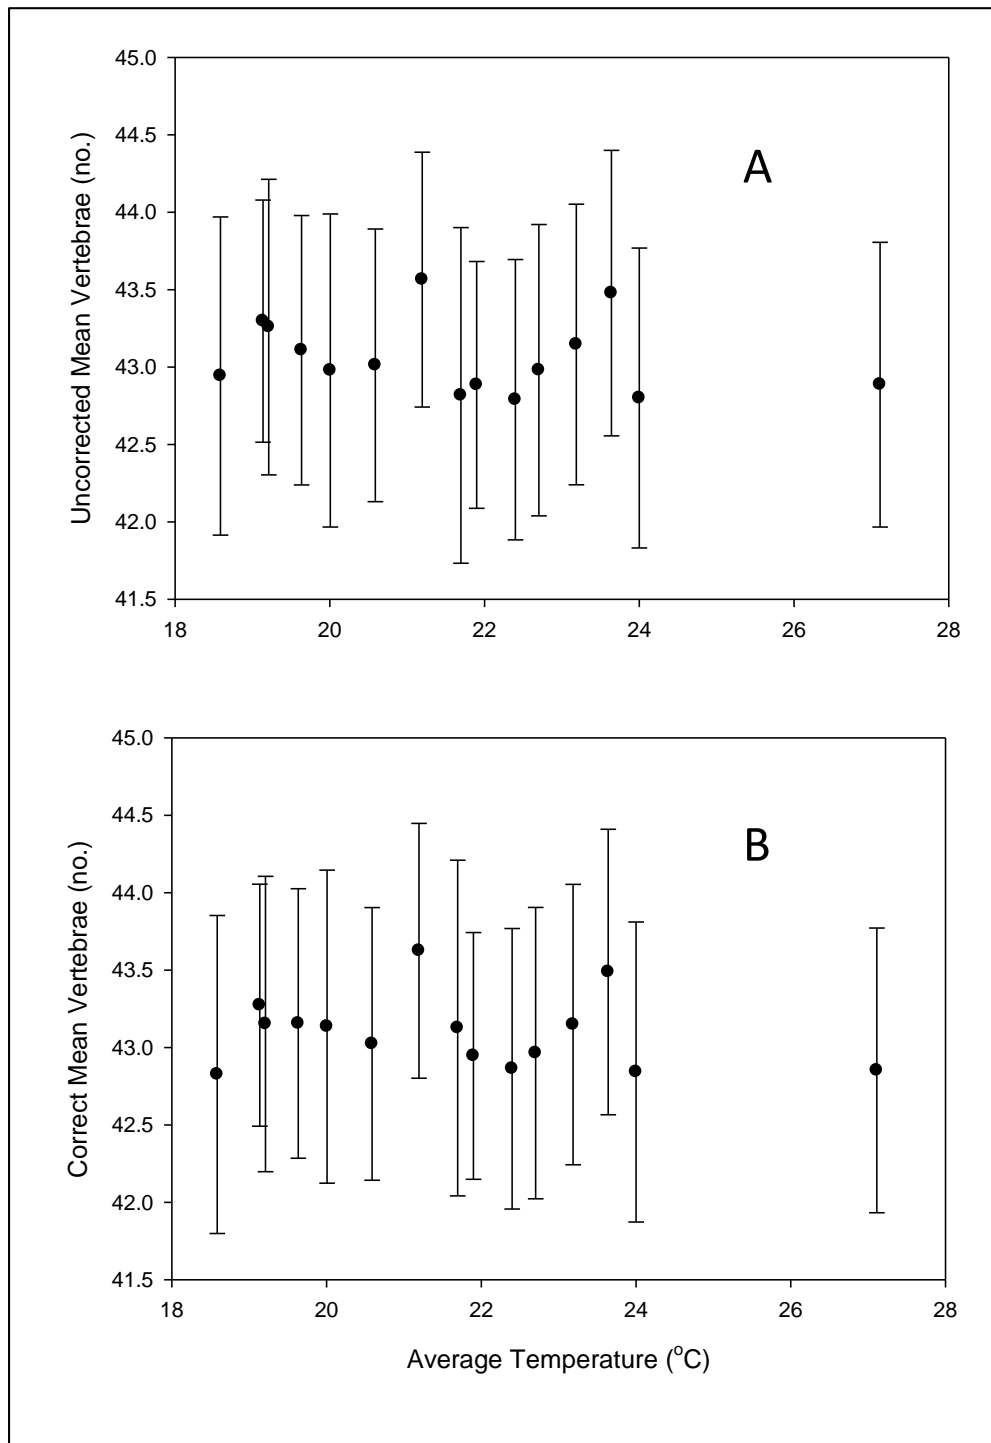 45.0
44.5
A
44.0
43.5
43.0
42.5
42.0
41.5
Uncorrected Mean Vertebrae (no.)
18 20 22 24 26 28
45.0
44.5
B
44.0
43.5
43.0
42.5
42.0
41.5
Correct Mean Vertebrae (no.)
18 20 22 24 26 28
Average Temperature (°C)